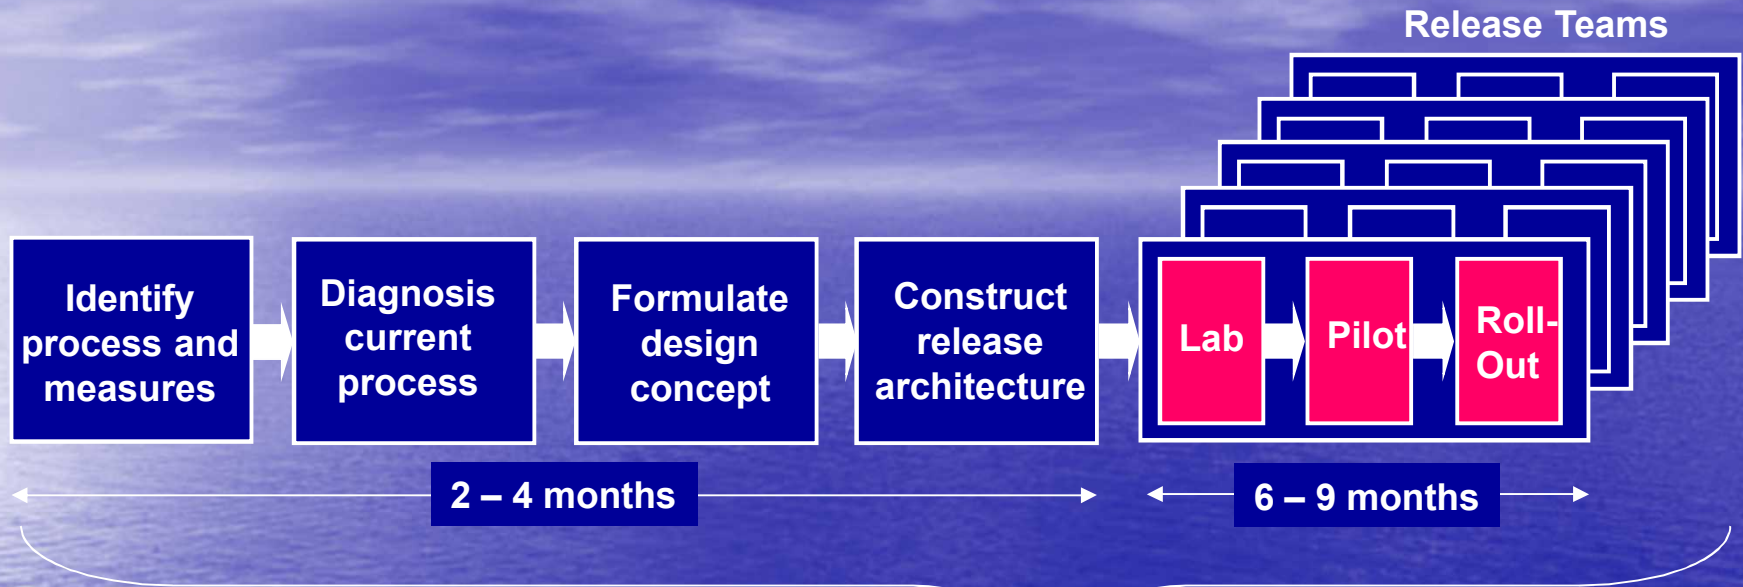 Release Teams
Identify
process and
measures
Diagnosis
current
process
Formulate
design
concept
Construct
release
architecture
Lab
Pilot
Roll-
Out
2 – 4 months
6 – 9 months